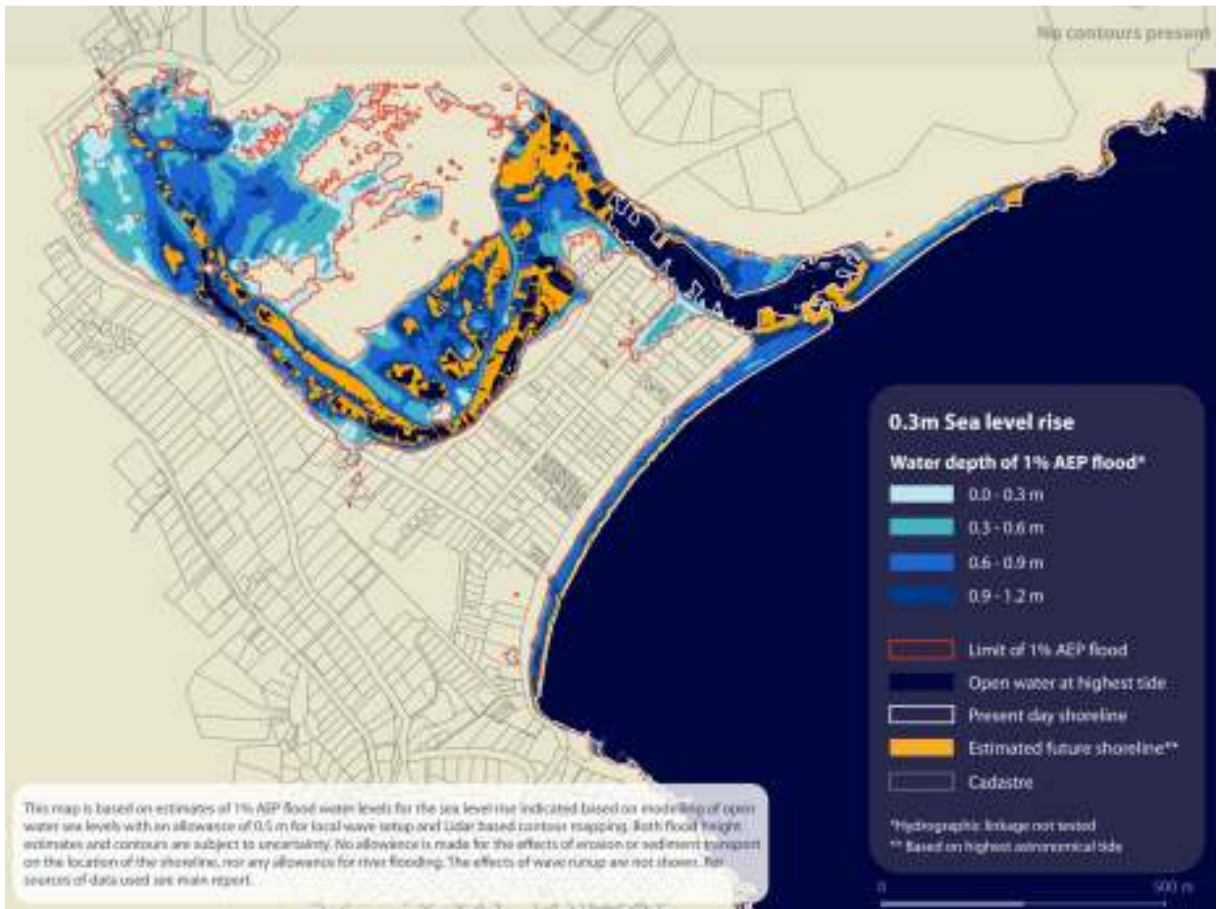 No contours present
0.3m Sea level rise
Water depth of 1% AEP flood*
0.0 - 0.3 m
0.3 - 0.6 m
0.6 - 0.9 m
0.9 - 1.2 m
Limit of 1% AEP flood
Open water at highest tide
Present day shoreline
Estimated future shoreline**
Cadastre
*Hydrographic linkage not tested
** Based on highest astronomical tide
This map is based on estimates of 1% AEP flood water levels for the sea level rise indicated based on modelling of open
water sea levels with an allowance of 0.5 m for local wave setup and Lidar based contour mapping. Both flood height
estimates and contours are subject to uncertainty. No allowance is made for the effects of erosion or sediment transport
on the location of the shoreline, nor any allowance for river flooding. The effects of wave runup are not shown. For
sources of data used see main report.
0 500 m